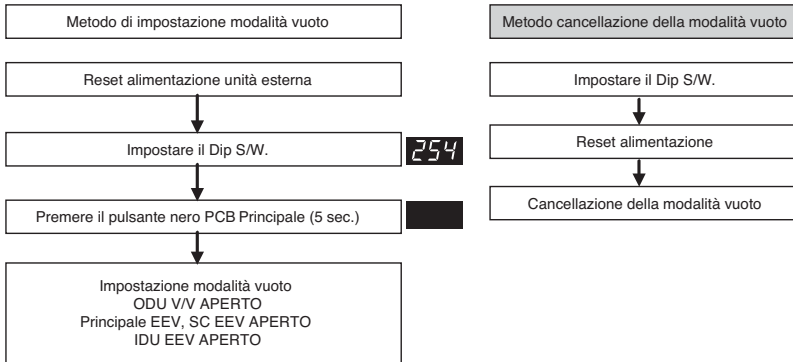 Metodo di impostazione modalità vuoto
Reset alimentazione unità esterna
Impostare il Dip S/W.
254
Premere il pulsante nero PCB Principale (5 sec.)
Impostazione modalità vuoto
ODU V/V APERTO
Principale EEV, SC EEV APERTO
IDU EEV APERTO
Metodo cancellazione della modalità vuoto
Impostare il Dip S/W.
Reset alimentazione
Cancellazione della modalità vuoto